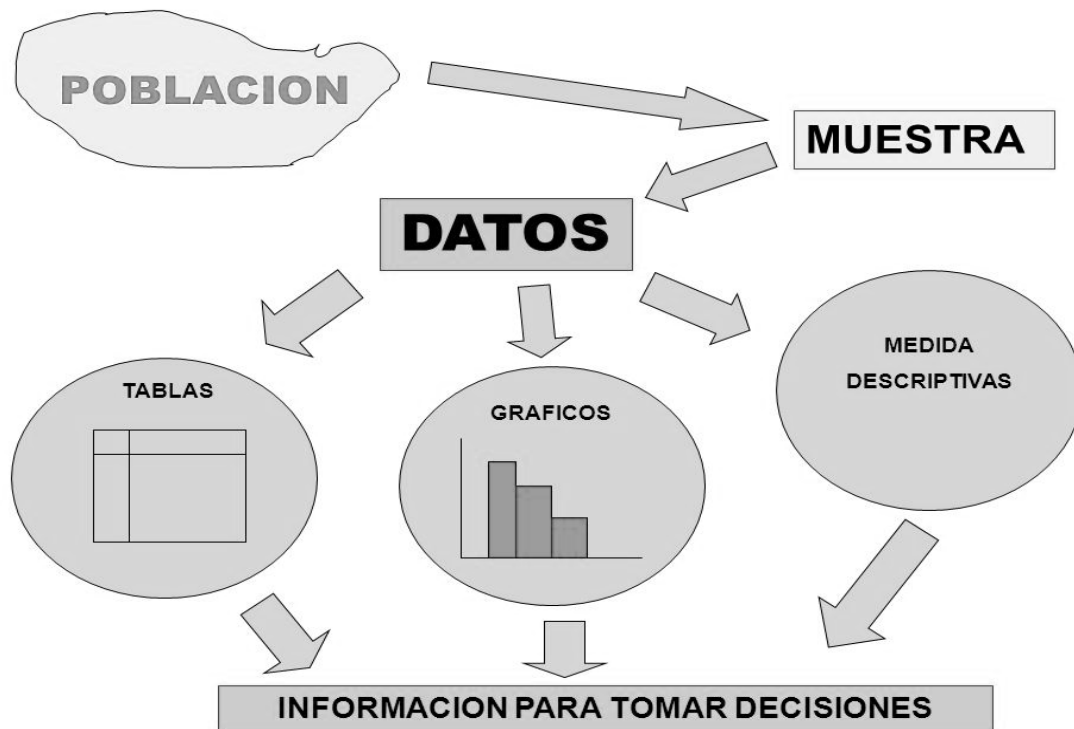 POBLACION
MUESTRA
DATOS
TABLAS
GRAFICOS
MEDIDA
DESCRIPTIVAS
INFORMACION PARA TOMAR DECISIONES